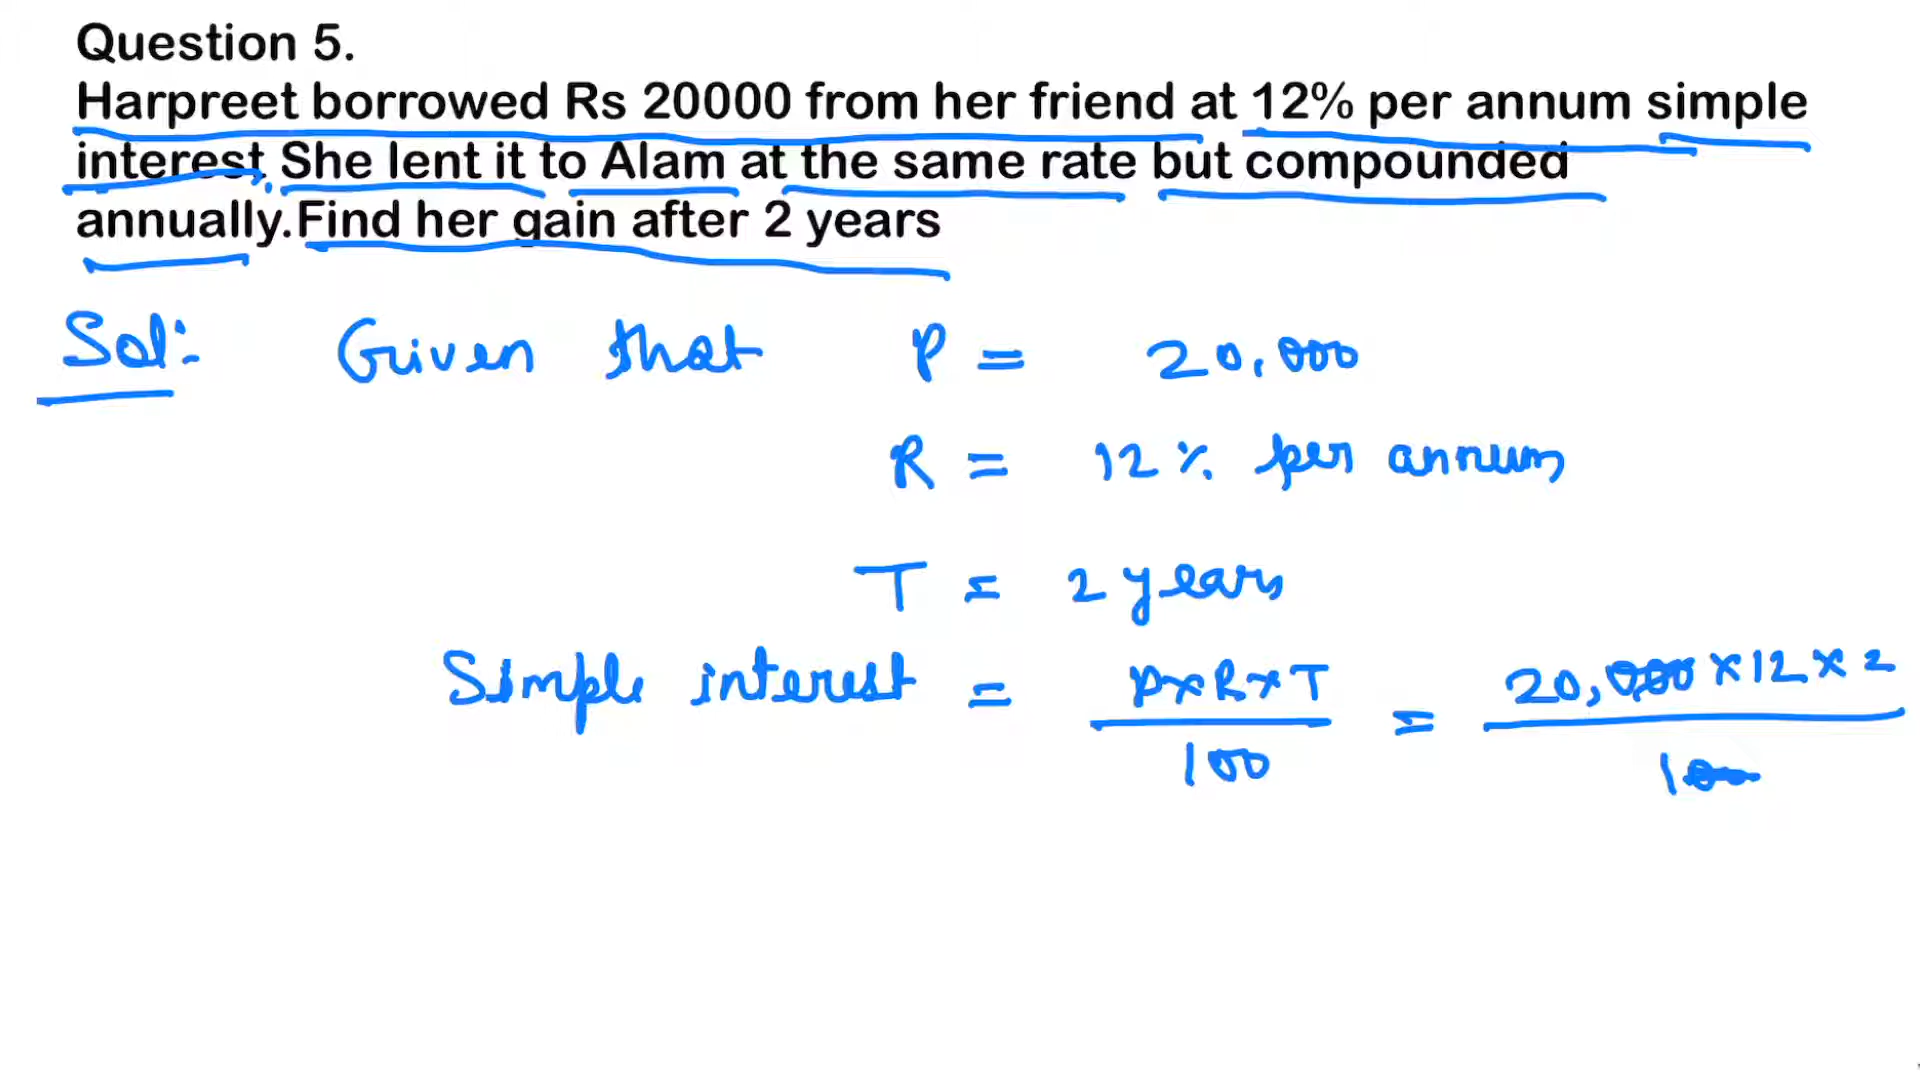 Question 5.
Harpreet borrowed Rs 20000 from her friend at 12% per annum simple
interest. She lent it to Alam at the same rate but compounded
annually.Find her gain after 2 years
Sol: Given that P = 20,000
R = 12% per annum
T = 2 years
Simple interest = P×R×T/100 = 20,000×12×2/100